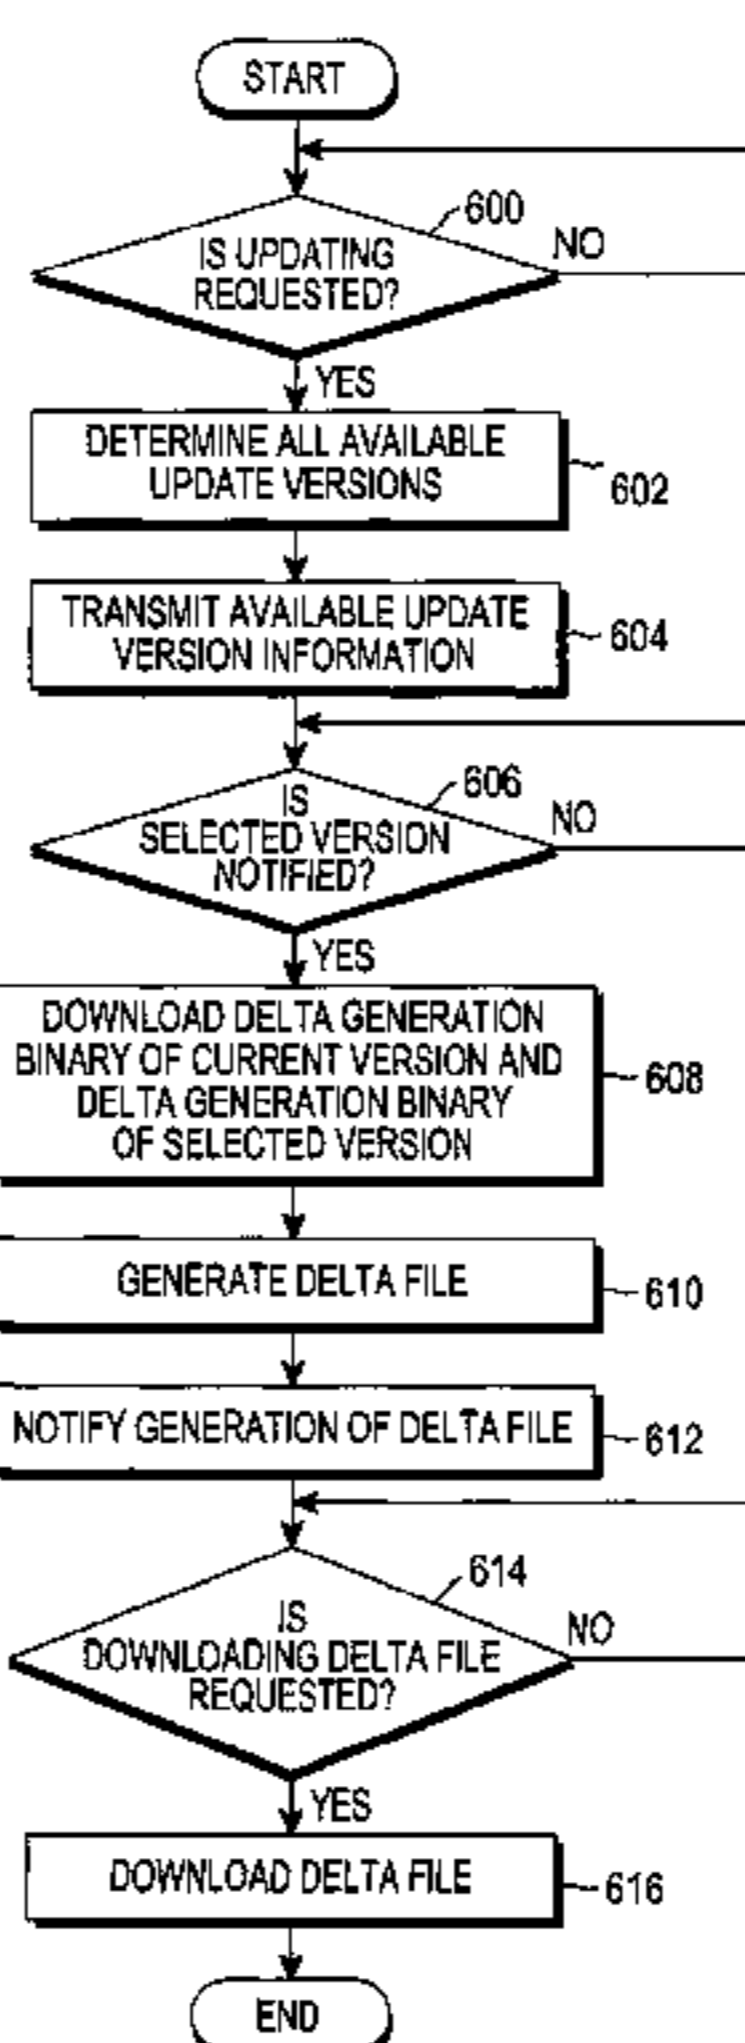 START
600
IS UPDATING
REQUESTED?
NO
YES
DETERMINE ALL AVAILABLE
UPDATE VERSIONS
602
TRANSMIT AVAILABLE UPDATE
VERSION INFORMATION
604
606
IS
SELECTED VERSION
NOTIFIED?
NO
YES
DOWNLOAD DELTA GENERATION
BINARY OF CURRENT VERSION AND
DELTA GENERATION BINARY
OF SELECTED VERSION
608
GENERATE DELTA FILE
610
NOTIFY GENERATION OF DELTA FILE
612
614
IS
DOWNLOADING DELTA FILE
REQUESTED?
NO
YES
DOWNLOAD DELTA FILE
616
END